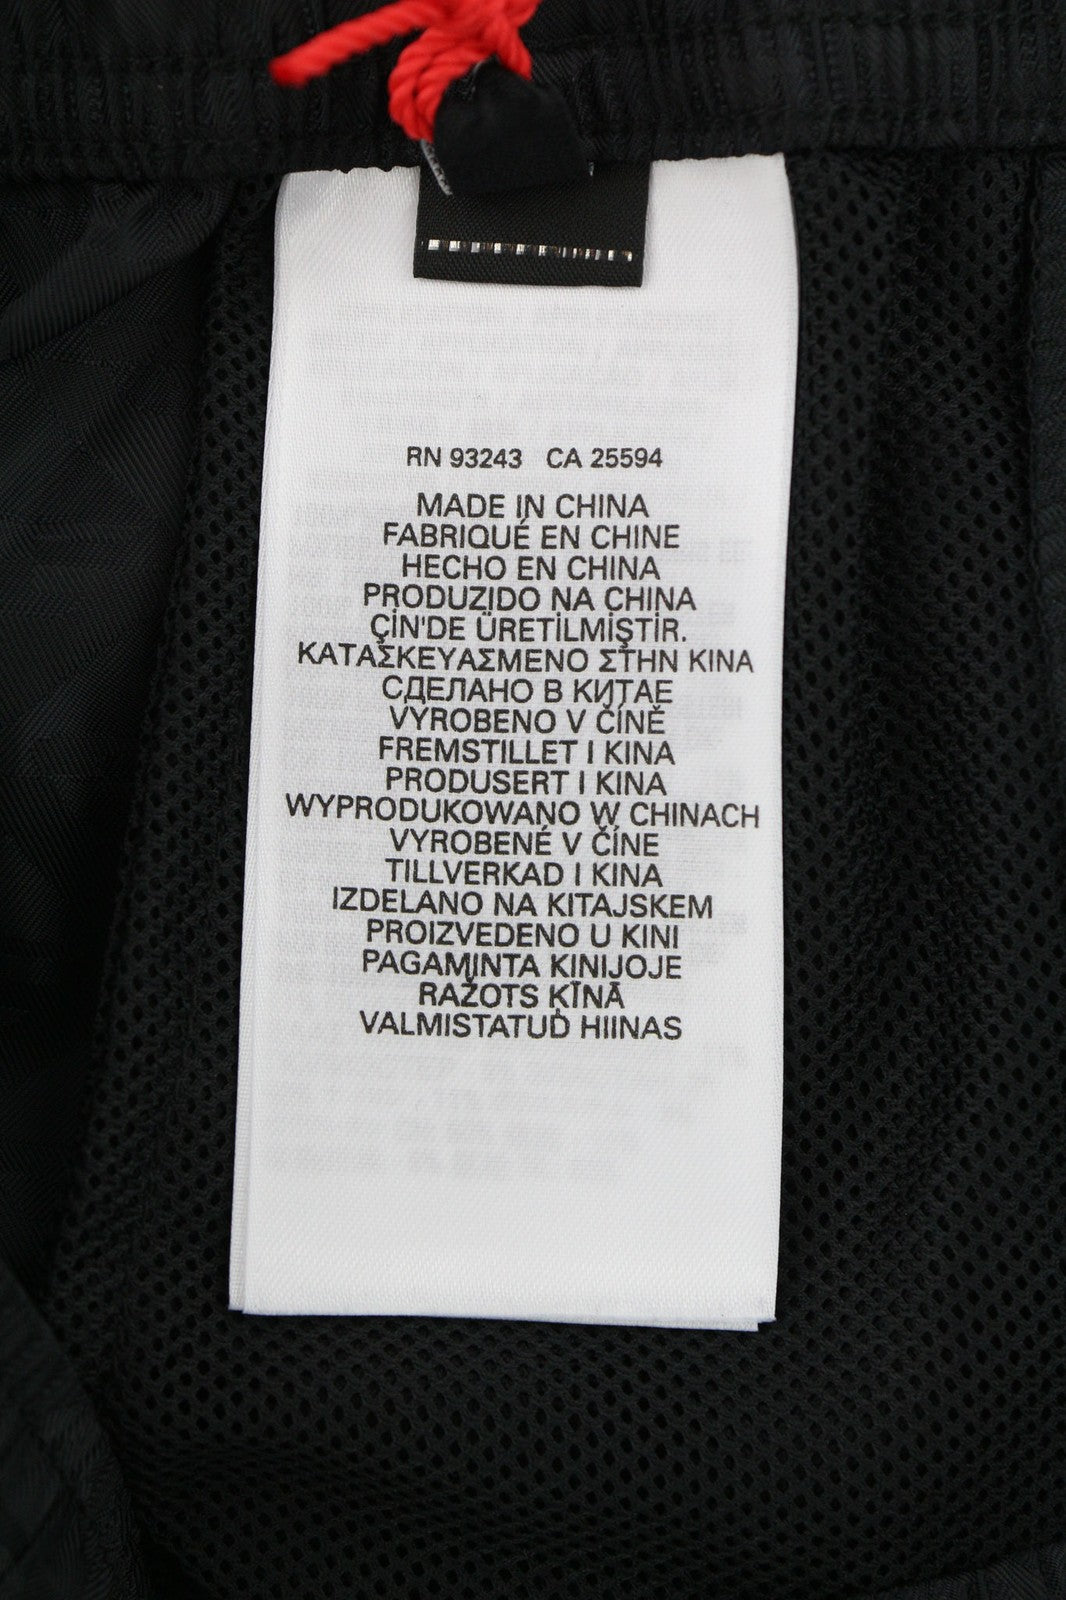 RN 93243 CA 25594
MADE IN CHINA
FABRIQUÉ EN CHINE
HECHO EN CHINA
PRODUZIDO NA CHINA
ÇİN'DE ÜRETİLMİŞTİR.
ΚΑΤΑΣΚΕΥΑΣΜΕΝΟ ΣΤΗΝ ΚΙΝΑ
СДЕЛАНО В КИТАЕ
VYROBENO V ČÍNĚ
FREMSTILLET I KINA
PRODUSERT I KINA
WYPRODUKOWANO W CHINACH
VYROBENÉ V ČÍNE
TILLVERKAD I KINA
IZDELANO NA KITAJSKEM
PROIZVEDENO U KINI
PAGAMINTA KINIJOJE
RAŽOTS ĶĪNĀ
VALMISTATUD HIINAS